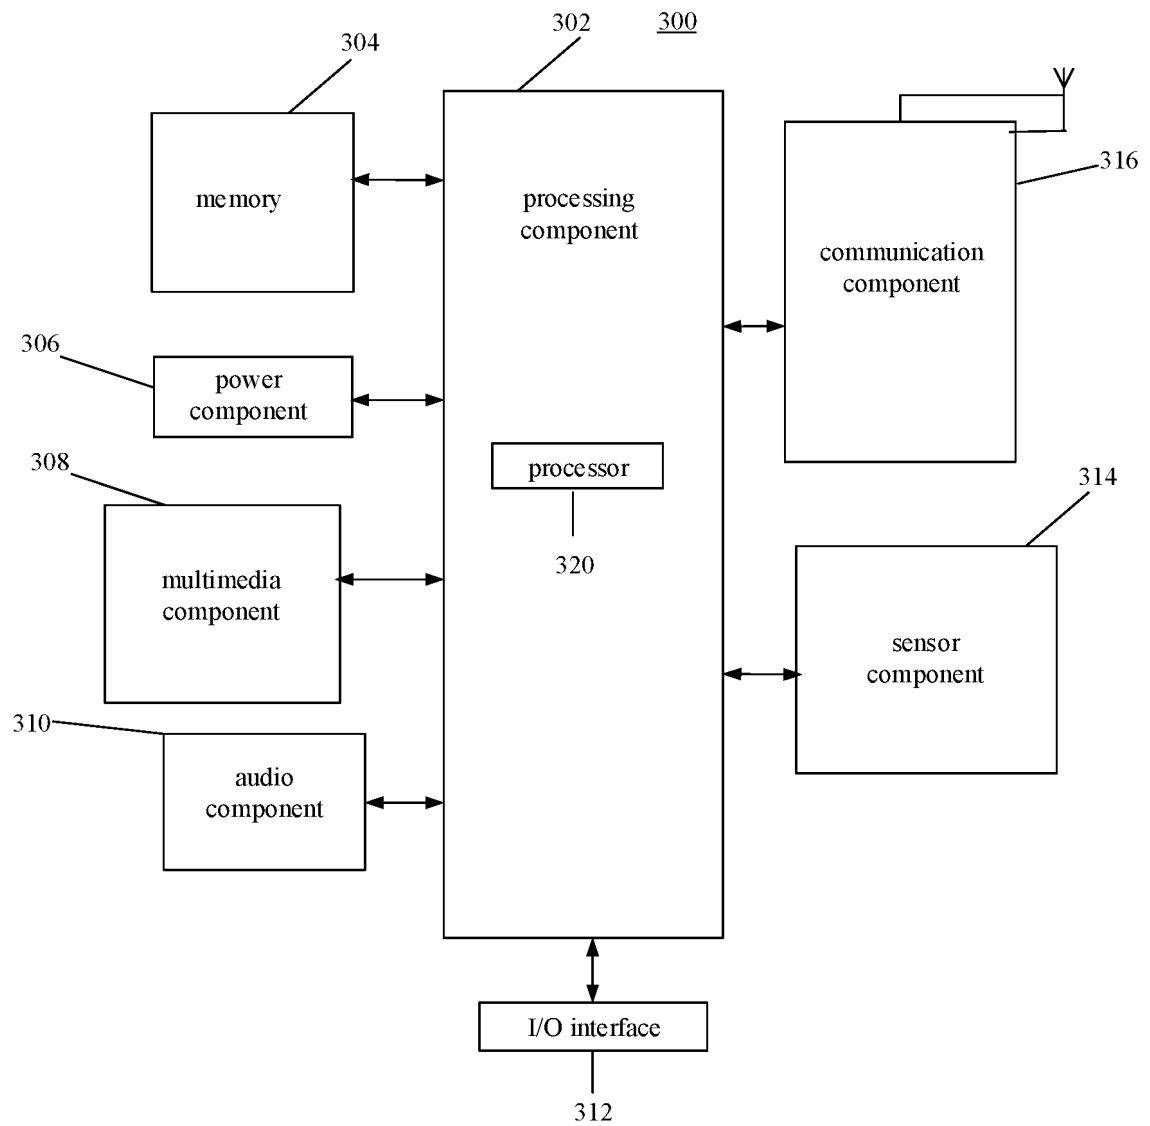 302
300
304
memory
processing
component
316
communication
component
306
power
component
308
processor
320
314
multimedia
component
sensor
component
310
audio
component
I/O interface
312